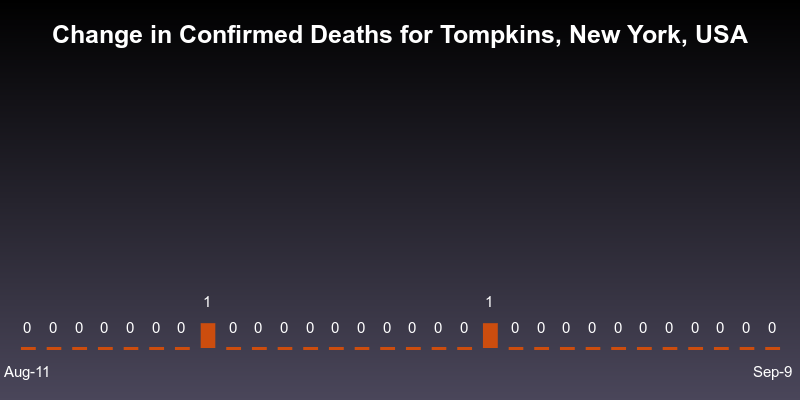 Change in Confirmed Deaths for Tompkins, New York, USA
1 1
0 0 0 0 0 0 0 0 0 0 0 0 0 0 0 0 0 0 0 0 0 0 0 0 0 0 0 0
Aug-11 Sep-9